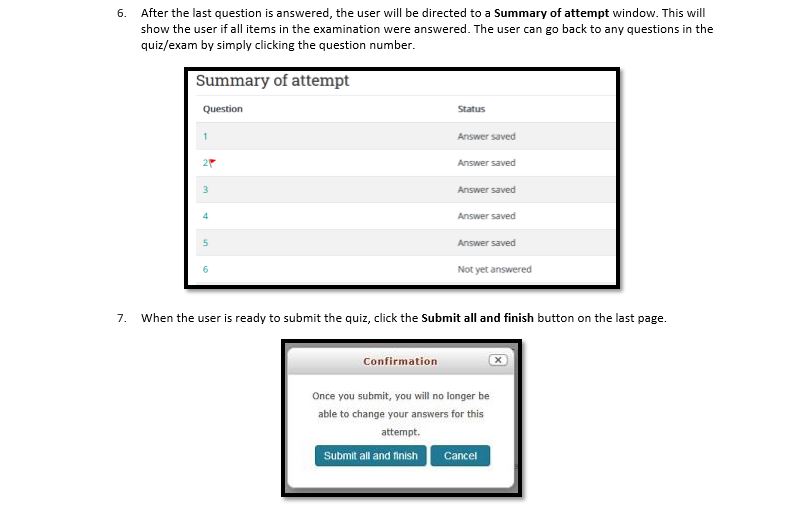 6. After the last question is answered, the user will be directed to a Summary of attempt window. This will
show the user if all items in the examination were answered. The user can go back to any questions in the
quiz/exam by simply clicking the question number.
Summary of attempt
Question Status
1 Answer saved
2 Answer saved
3 Answer saved
4 Answer saved
5 Answer saved
6 Not yet answered
7. When the user is ready to submit the quiz, click the Submit all and finish button on the last page.
Confirmation x
Once you submit, you will no longer be
able to change your answers for this
attempt.
Submit all and finish Cancel